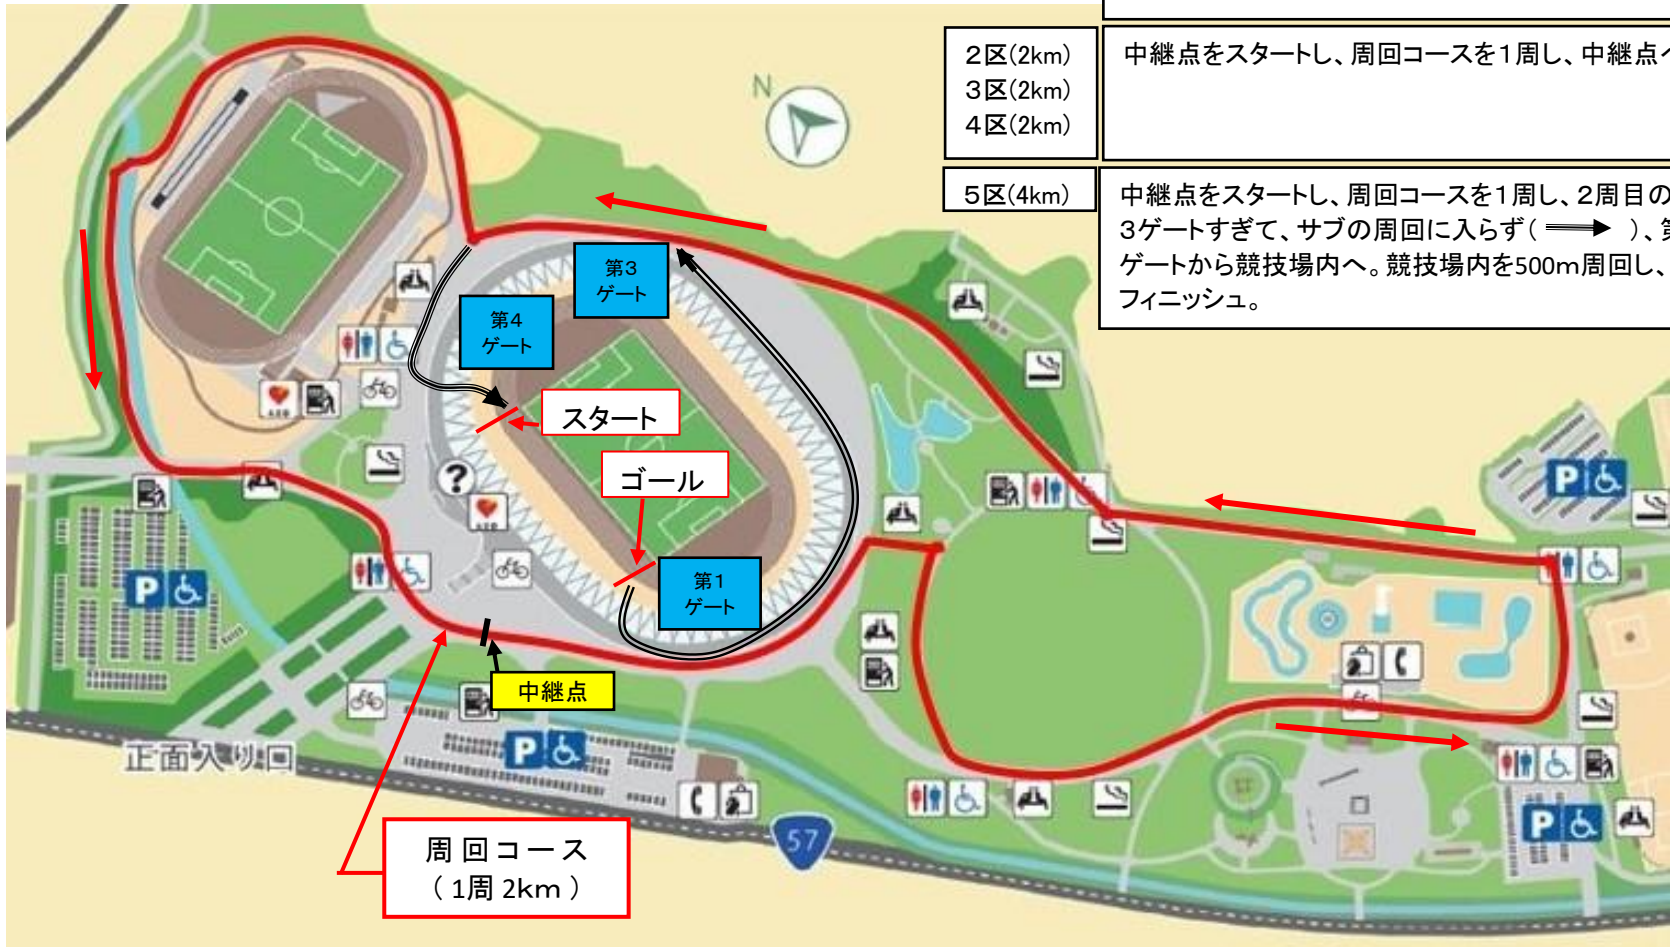 2区(2km)
3区(2km)
4区(2km)
中継点をスタートし、周回コースを1周し、中継点へ
5区(4km)
中継点をスタートし、周回コースを1周し、2周目の
3ゲートすぎて、サブの周回に入らず( )、第
ゲートから競技場内へ。競技場内を500m周回し、
フィニッシュ。
N
第3
ゲート
第4
ゲート
スタート
ゴール
第1
ゲート
?
中継点
正面入り口
周回コース
(1周 2km)
57
P
P
P
P
AED
AED